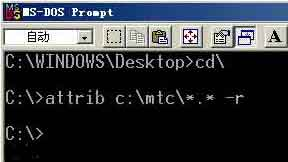 MS-DOS Prompt
自动
A
C:\WINDOWS\Desktop>cd\
C:\>attrib c:\mtc\*.* -r
C:\>